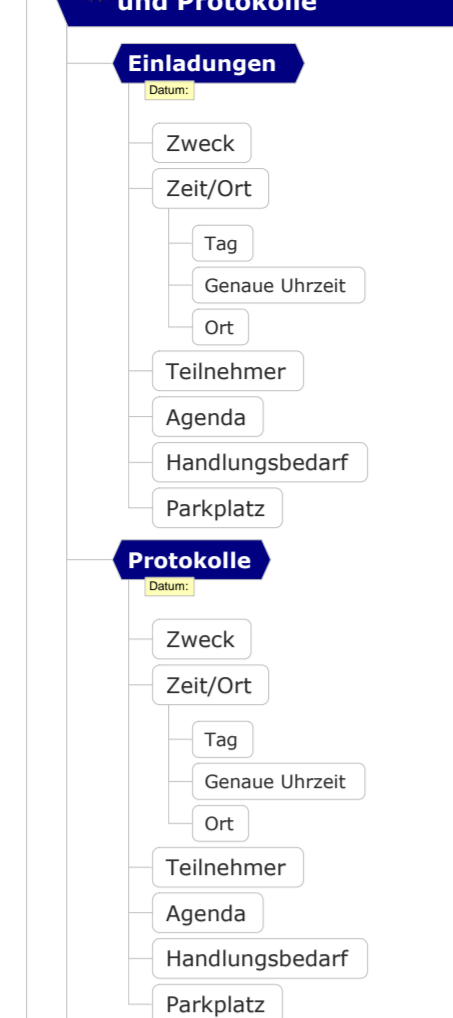 und Protokolle
Einladungen
Datum:
Zweck
Zeit/Ort
Tag
Genaue Uhrzeit
Ort
Teilnehmer
Agenda
Handlungsbedarf
Parkplatz
Protokolle
Datum:
Zweck
Zeit/Ort
Tag
Genaue Uhrzeit
Ort
Teilnehmer
Agenda
Handlungsbedarf
Parkplatz